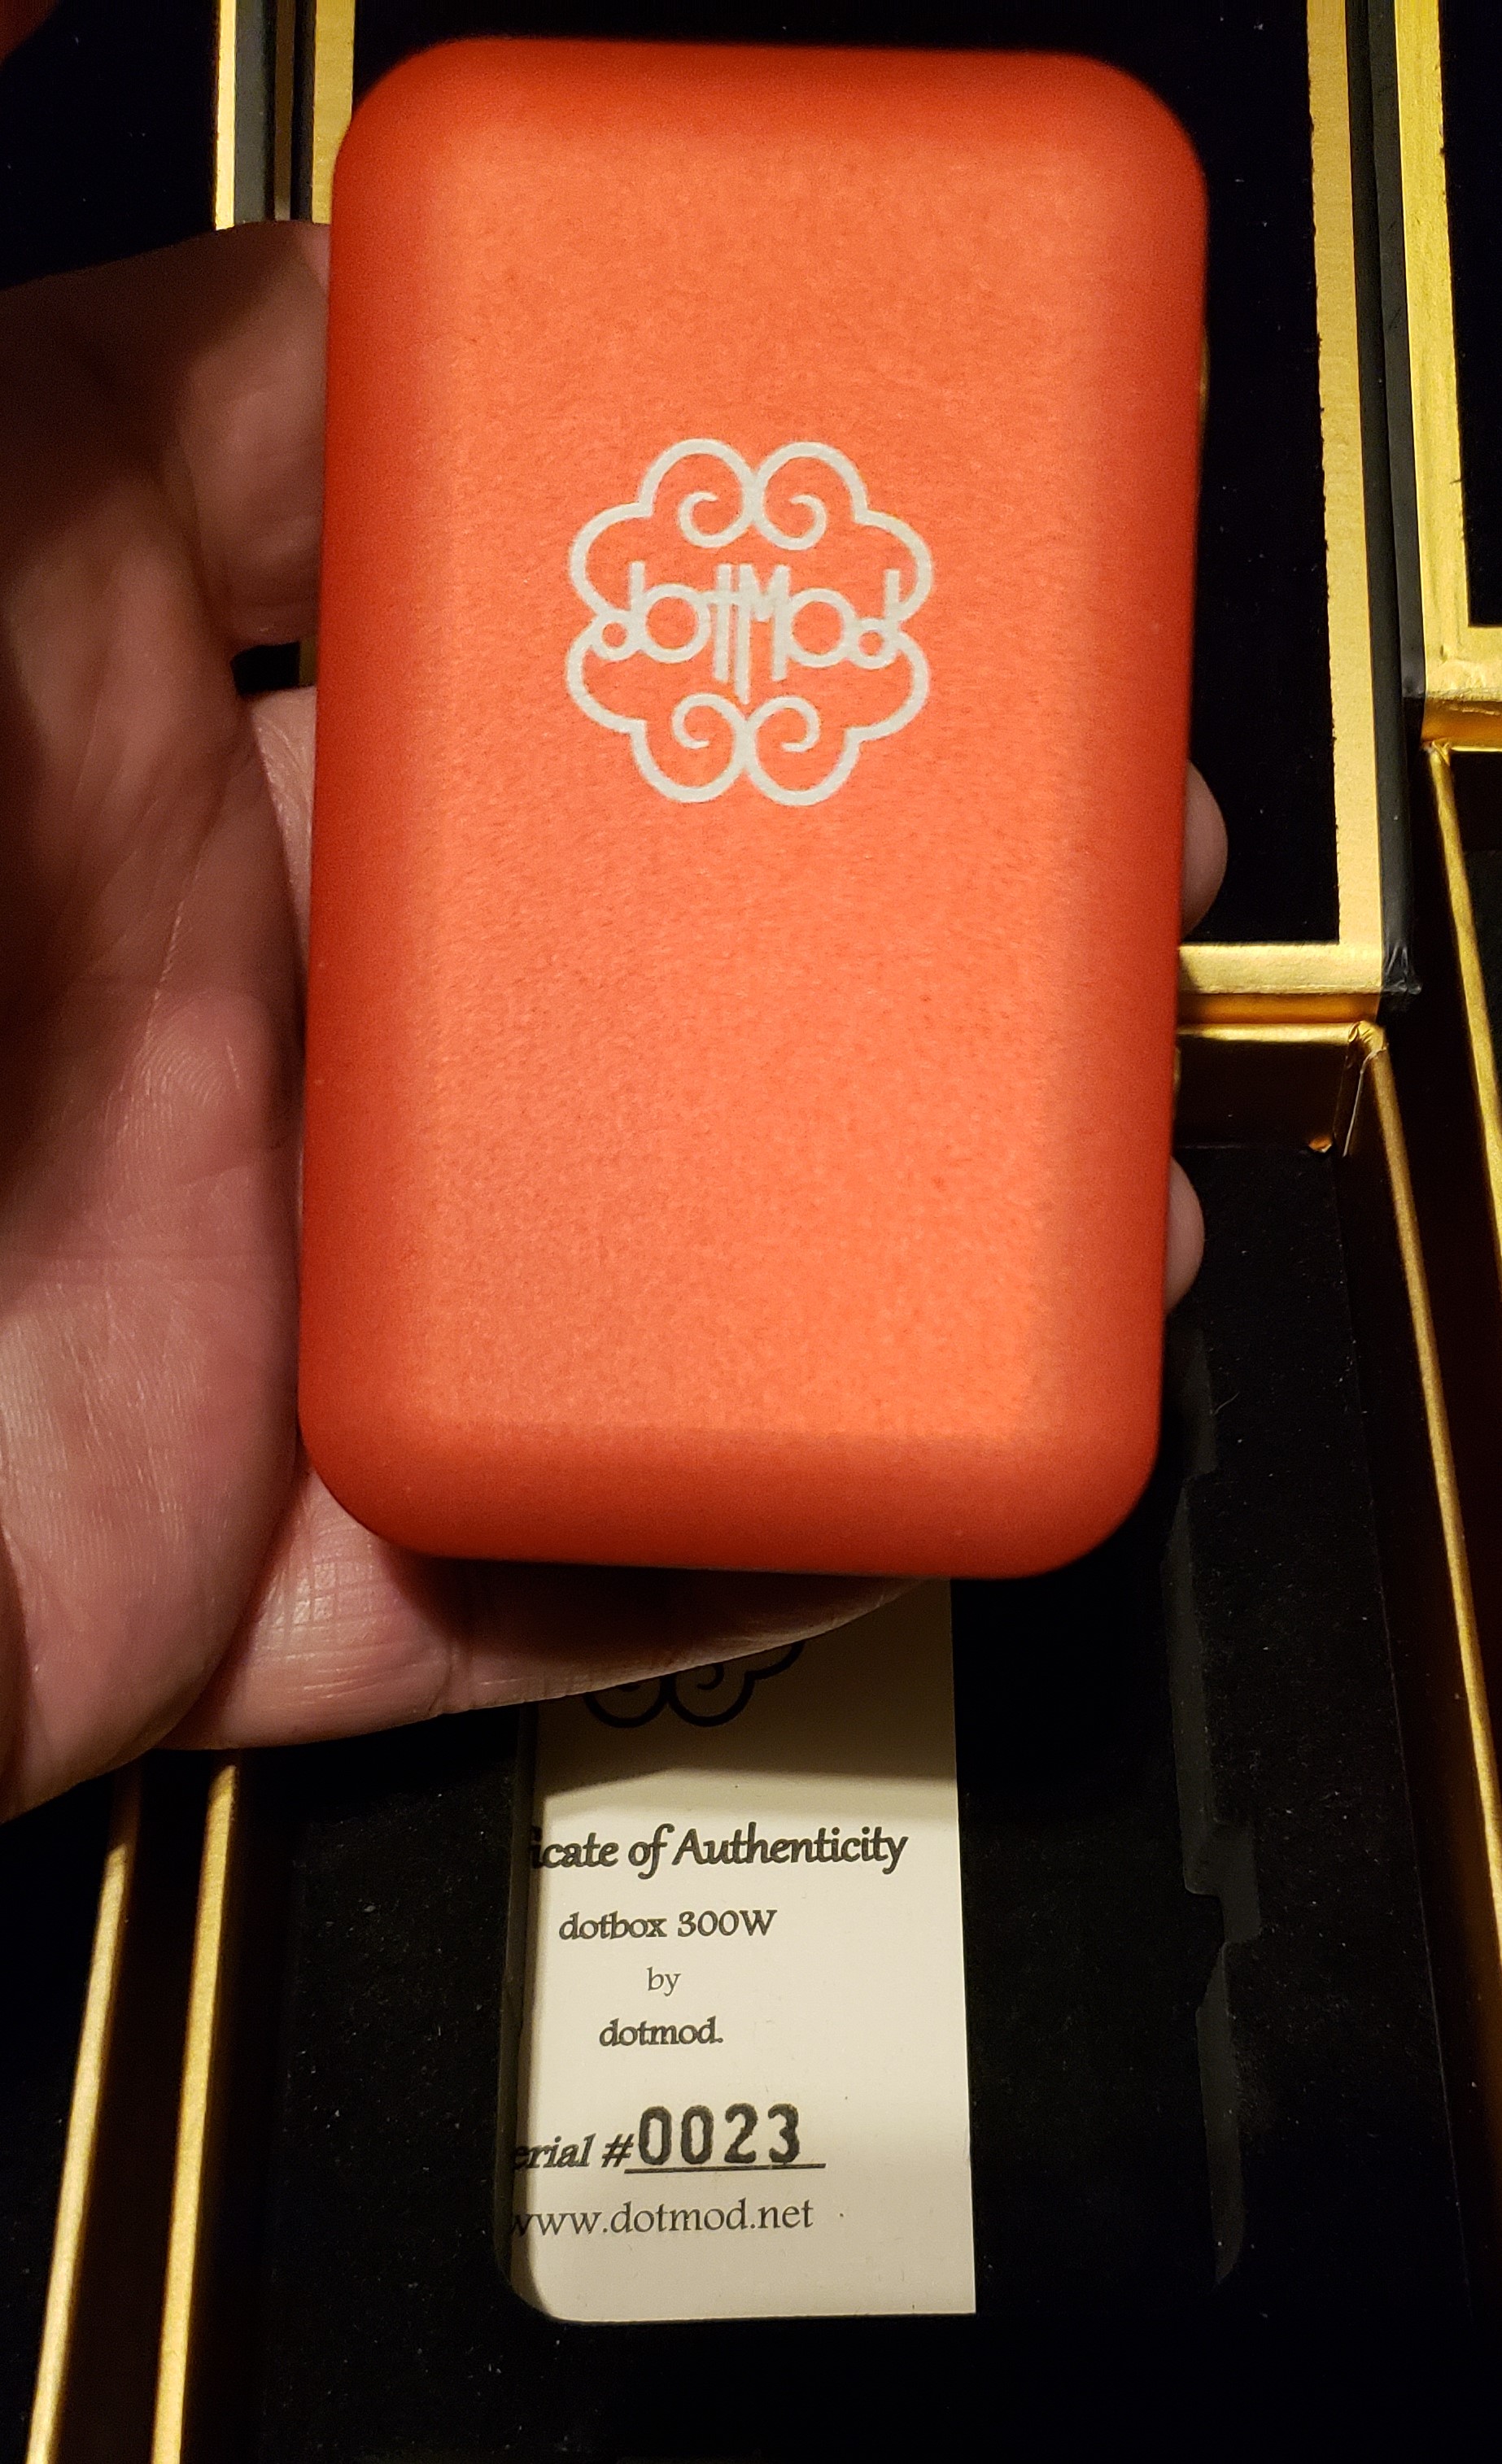 dotMod
icate of Authenticity
dotbox 300W
by
dotmod.
erial #0023
www.dotmod.net